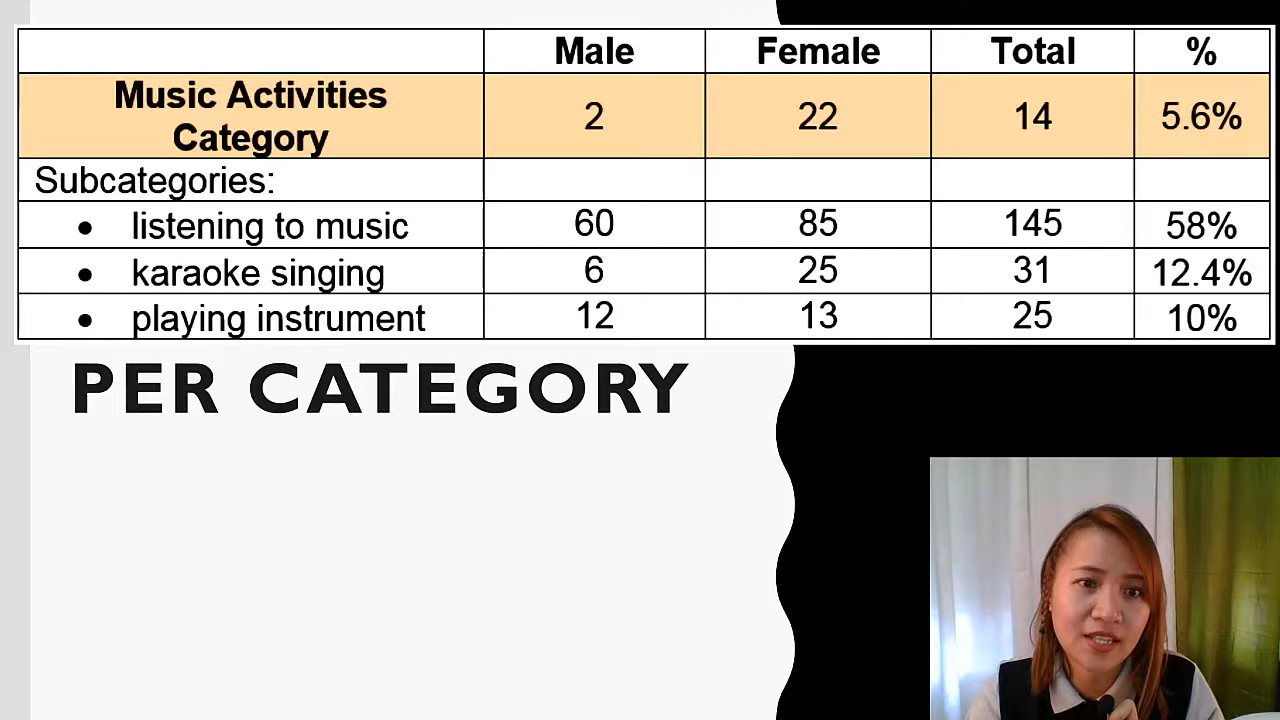 Male Female Total %
Music Activities
Category 2 22 14 5.6%
Subcategories:
• listening to music 60 85 145 58%
• karaoke singing 6 25 31 12.4%
• playing instrument 12 13 25 10%
PER CATEGORY